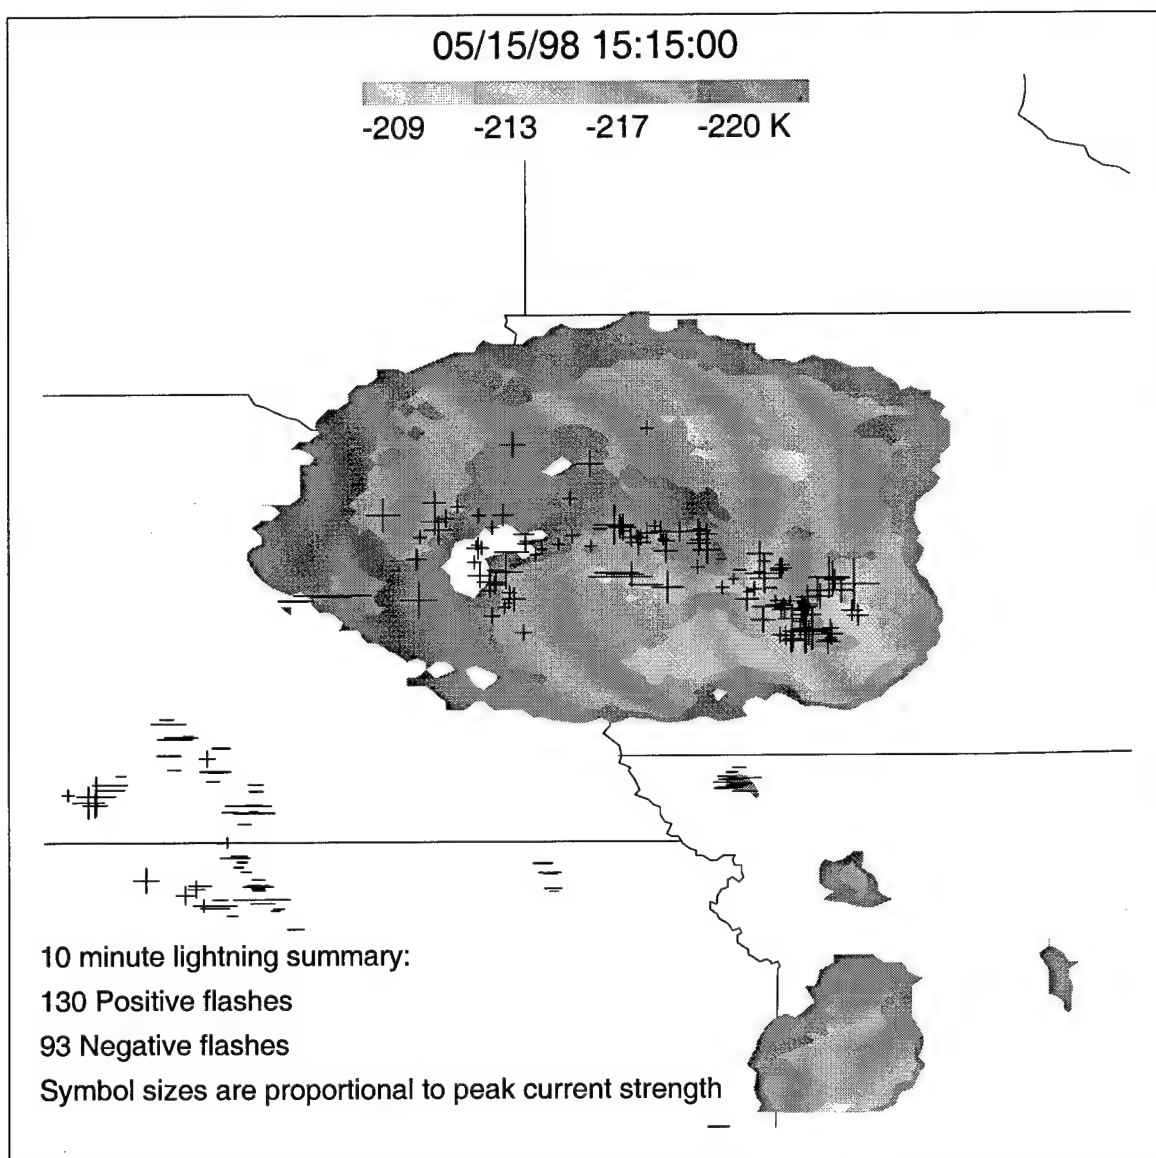 05/15/98 15:15:00
-209 -213 -217 -220 K
10 minute lightning summary:
130 Positive flashes
93 Negative flashes
Symbol sizes are proportional to peak current strength